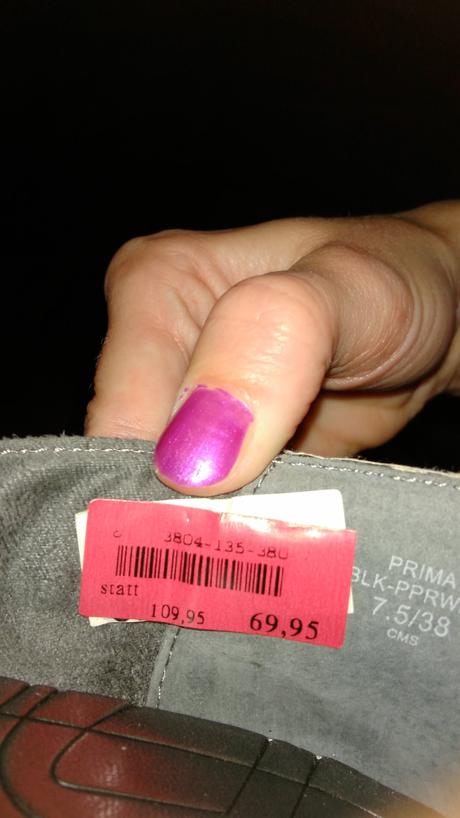 3804-135-380
statt
109,95 69,95
PRIMA
BLK-PPRW
7.5/38
CMS